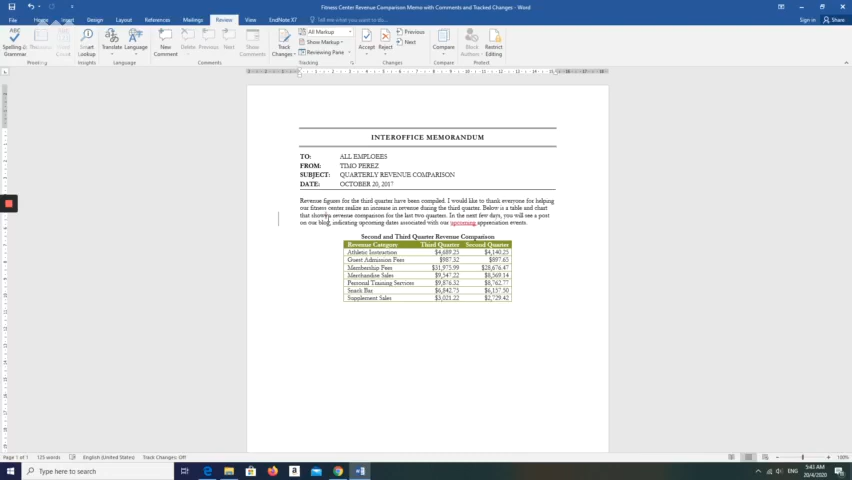 Fitness Center Revenue Comparison Memo with Comments and Tracked Changes - Word
File Home Insert Design Layout References Mailings Review View EndNote X7 Tell me what you want to do... Sign in Share
Spelling & Grammar Thesaurus Smart Lookup Translate Language New Comment Delete Previous Next Show Comments Track Changes All Markup Show Markup Reviewing Pane Accept Reject Previous Next Compare Block Authors Restrict Editing
Proofing Insights Language Comments Tracking Changes Compare Protect
INTEROFFICE MEMORANDUM
TO: ALL EMPLOEES
FROM: TIMO PEREZ
SUBJECT: QUARTERLY REVENUE COMPARISON
DATE: OCTOBER 20, 2017
Revenue figures for the third quarter have been compiled. I would like to thank everyone for helping
our fitness center realize an increase in revenue during the third quarter. Below is a table and chart
that shows a revenue comparison for the last two quarters. In the next few days, you will see a post
on our blog, indicating upcoming dates associated with our upcoming appreciation events.
Second and Third Quarter Revenue Comparison
Revenue Category Third Quarter Second Quarter
Athletic Instruction $4,689.25 $4,140.25
Guest Admission Fees $987.32 $897.65
Membership Fees $31,975.99 $28,676.47
Merchandise Sales $9,547.22 $8,569.14
Personal Training Services $9,876.32 $8,762.77
Snack Bar $6,842.75 $6,157.50
Supplement Sales $3,021.22 $2,729.42
Page 1 of 1 125 words English (United States) Track Changes: Off 100%
Type here to search ENG 5:43 AM
20/4/2020